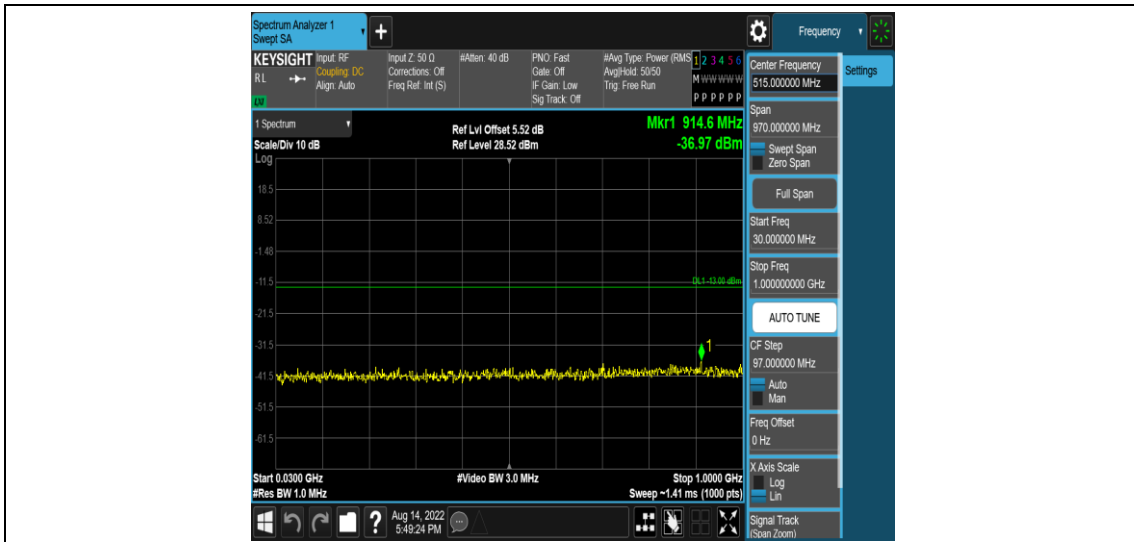 Spectrum Analyzer 1
Swept SA
+
Frequency
KEYSIGHT
RL
Input: RF
Coupling: DC
Align: Auto
Input Z: 50 Ω
Corrections: Off
Freq Ref: Int (S)
#Atten: 40 dB
PNO: Fast
Gate: Off
IF Gain: Low
Sig Track: Off
#Avg Type: Power (RMS
Avg|Hold: 50/50
Trig: Free Run
1 2 3 4 5 6
M W W W W W
P P P P P P
Center Frequency
515.000000 MHz
Settings
1 Spectrum
Scale/Div 10 dB
Ref Lvl Offset 5.52 dB
Ref Level 28.52 dBm
Mkr1 914.6 MHz
-36.97 dBm
Log
18.5
8.52
-1.48
-11.5
DL1 -13.00 dBm
-21.5
-31.5
1
-41.5
-51.5
-61.5
Start 0.0300 GHz
#Res BW 1.0 MHz
#Video BW 3.0 MHz
Stop 1.0000 GHz
Sweep ~1.41 ms (1000 pts)
Span
970.000000 MHz
Swept Span
Zero Span
Full Span
Start Freq
30.000000 MHz
Stop Freq
1.000000000 GHz
AUTO TUNE
CF Step
97.000000 MHz
Auto
Man
Freq Offset
0 Hz
X Axis Scale
Log
Lin
Signal Track
(Span Zoom)
?
Aug 14, 2022
5:49:24 PM